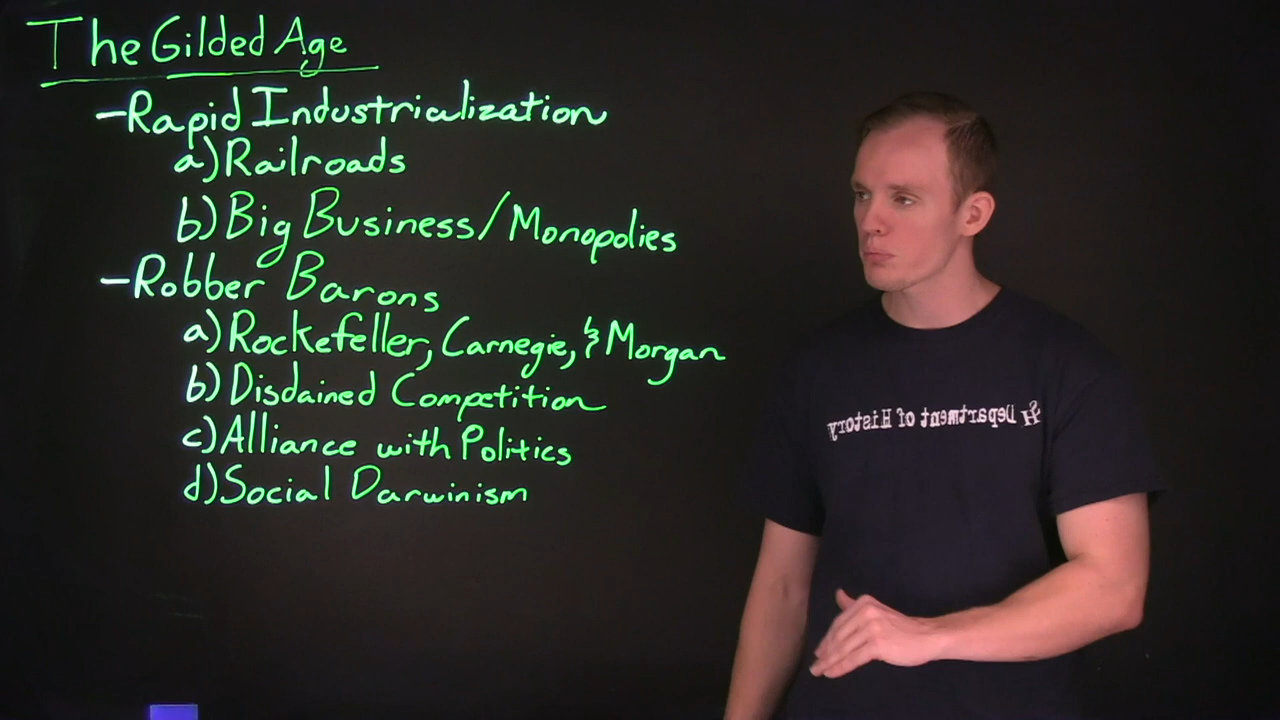 The Gilded Age
-Rapid Industrialization
a) Railroads
b) Big Business/Monopolies
-Robber Barons
a) Rockefeller, Carnegie, & Morgan
b) Disdained Competition
c) Alliance with Politics
d) Social Darwinism
Department of History